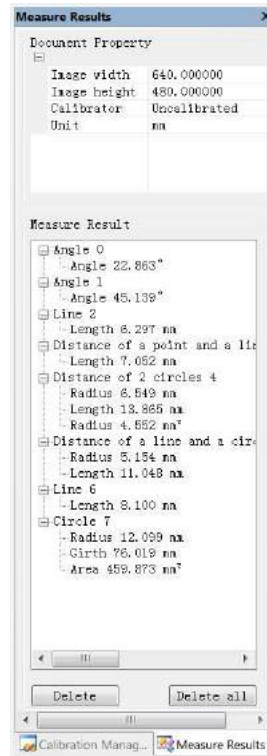 Measure Results
Document Property
Image width 640.000000
Image height 480.000000
Calibrator Uncalibrated
Unit mm
Measure Result
Angle 0
Angle 22.863°
Angle 1
Angle 45.139°
Line 2
Length 6.297 mm
Distance of a point and a lin
Length 7.052 mm
Distance of 2 circles 4
Radius 6.549 mm
Length 13.865 mm
Radius 4.552 mm²
Distance of a line and a circ
Radius 5.154 mm
Length 11.048 mm
Line 6
Length 8.100 mm
Circle 7
Radius 12.099 mm
Girth 76.019 mm
Area 459.873 mm²
Delete Delete all
Calibration Manag... Measure Results